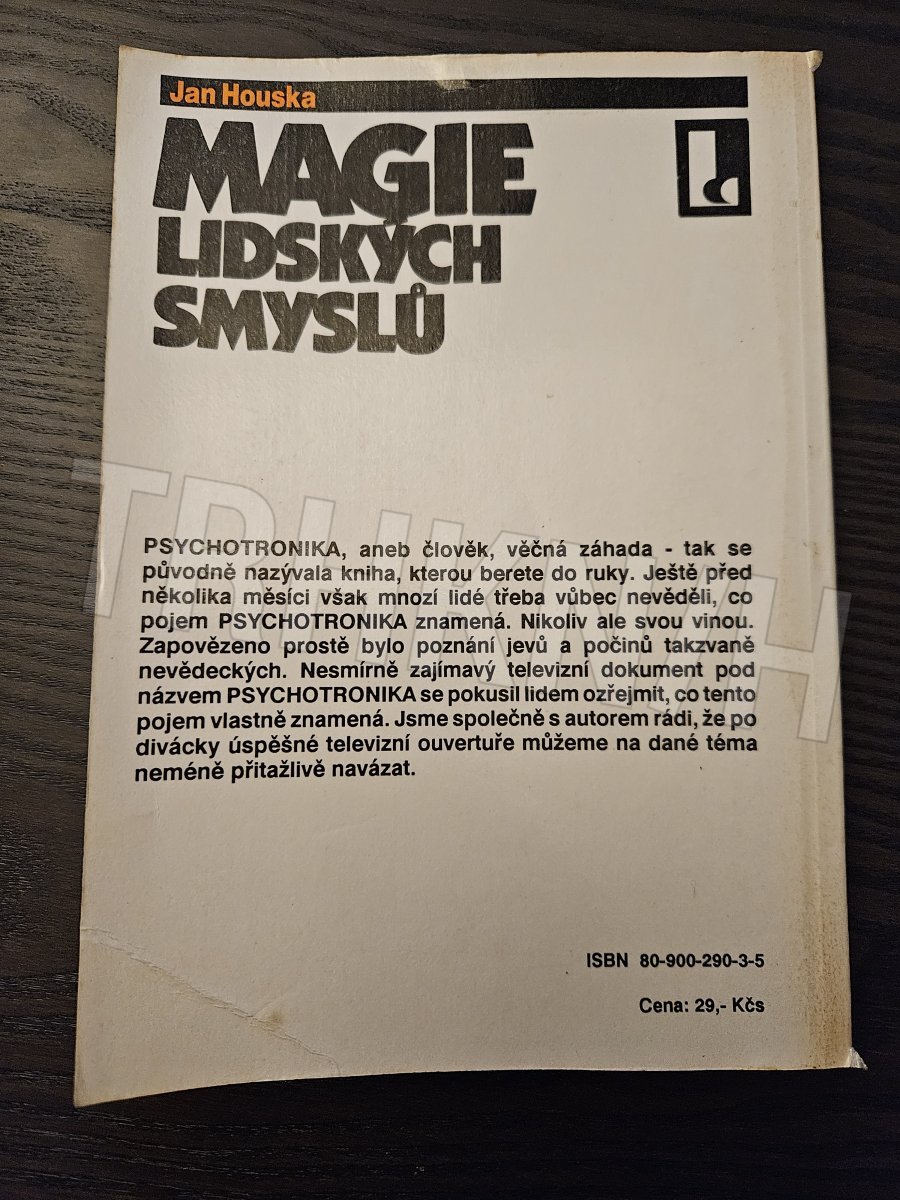 Jan Houska
MAGIE
LIDSKÝCH
SMYSLŮ
PSYCHOTRONIKA, aneb člověk, věčná záhada - tak se
původně nazývala kniha, kterou berete do ruky. Ještě před
několika měsíci však mnozí lidé třeba vůbec nevěděli, co
pojem PSYCHOTRONIKA znamená. Nikoliv ale svou vinou.
Zapovězeno prostě bylo poznání jevů a počinů takzvaně
nevědeckých. Nesmírně zajímavý televizní dokument pod
názvem PSYCHOTRONIKA se pokusil lidem ozřejmit, co tento
pojem vlastně znamená. Jsme společně s autorem rádi, že po
divácky úspěšné televizní ouvertuře můžeme na dané téma
neméně přitažlivě navázat.
TRHKNIH
ISBN 80-900-290-3-5
Cena: 29,- Kčs